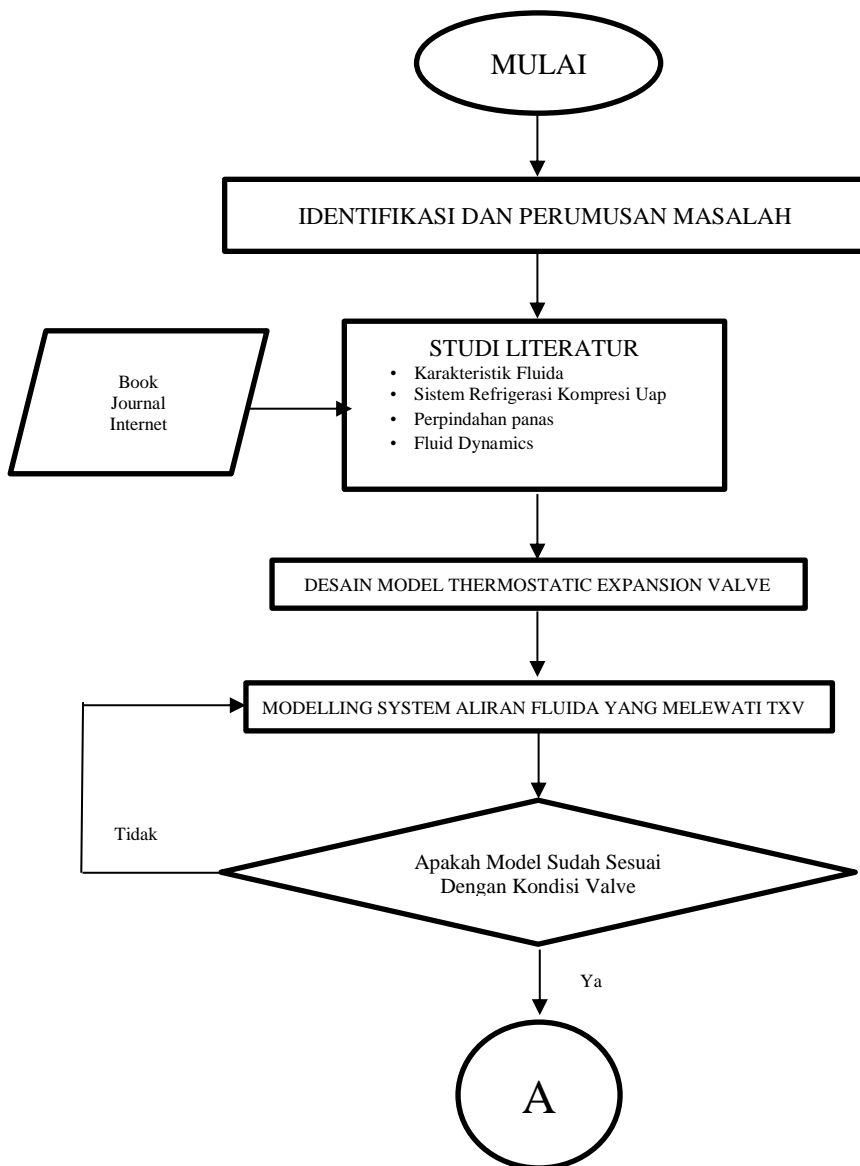 MULAI
IDENTIFIKASI DAN PERUMUSAN MASALAH
STUDI LITERATUR
• Karakteristik Fluida
• Sistem Refrigerasi Kompresi Uap
• Perpindahan panas
• Fluid Dynamics
Book
Journal
Internet
DESAIN MODEL THERMOSTATIC EXPANSION VALVE
MODELLING SYSTEM ALIRAN FLUIDA YANG MELEWATI TXV
Tidak
Apakah Model Sudah Sesuai
Dengan Kondisi Valve
Ya
A